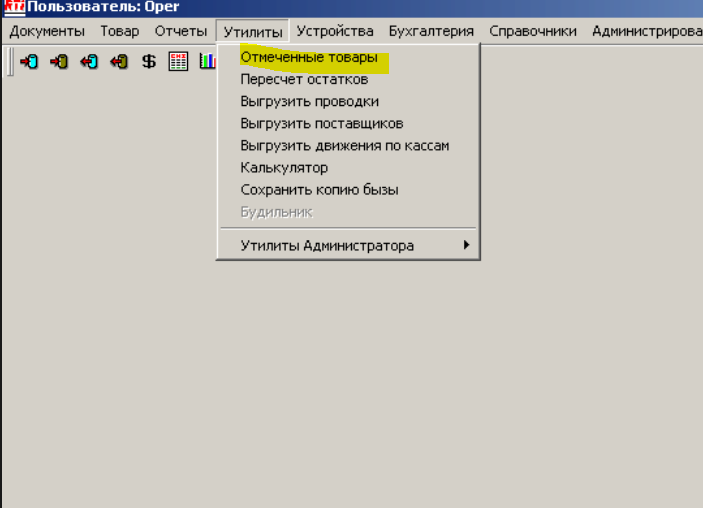 Пользователь: Oper
Документы Товар Отчеты Утилиты Устройства Бухгалтерия Справочники Администрирова
Отмеченные товары
Пересчет остатков
Выгрузить проводки
Выгрузить поставщиков
Выгрузить движения по кассам
Калькулятор
Сохранить копию бызы
Будильник
Утилиты Администратора